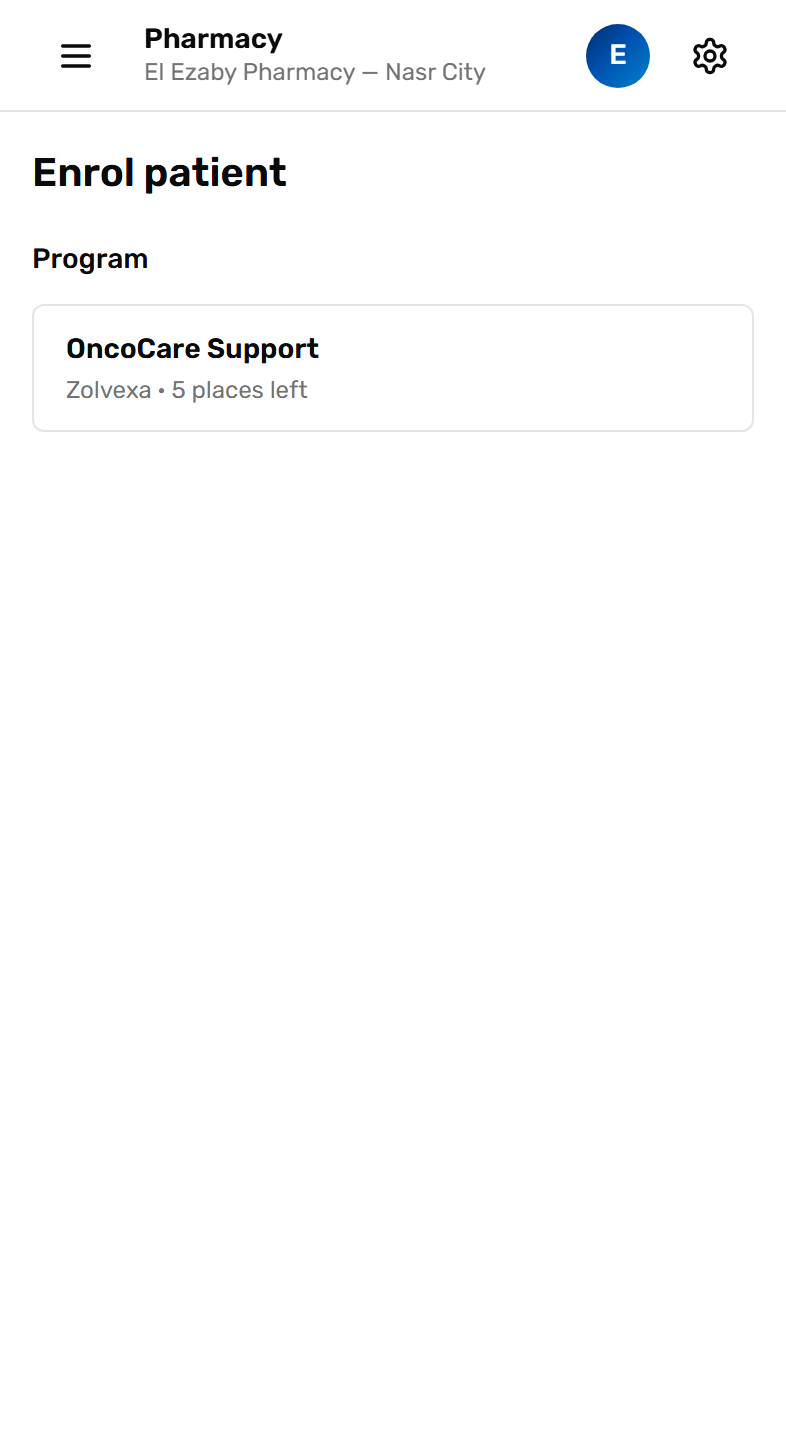 Pharmacy
El Ezaby Pharmacy — Nasr City
E
Enrol patient
Program
OncoCare Support
Zolvexa • 5 places left